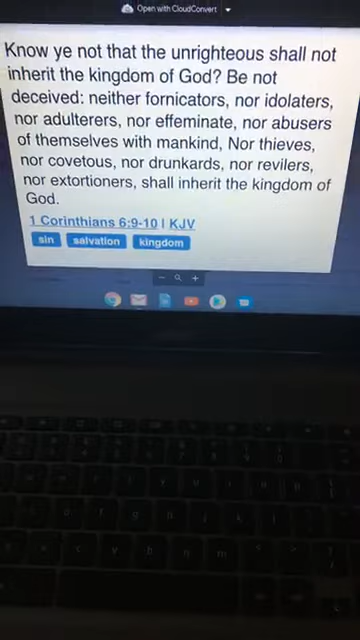 Open with CloudConvert
Know ye not that the unrighteous shall not
inherit the kingdom of God? Be not
deceived: neither fornicators, nor idolaters,
nor adulterers, nor effeminate, nor abusers
of themselves with mankind, Nor thieves,
nor covetous, nor drunkards, nor revilers,
nor extortioners, shall inherit the kingdom of
God.
1 Corinthians 6:9-10 | KJV
sin salvation kingdom